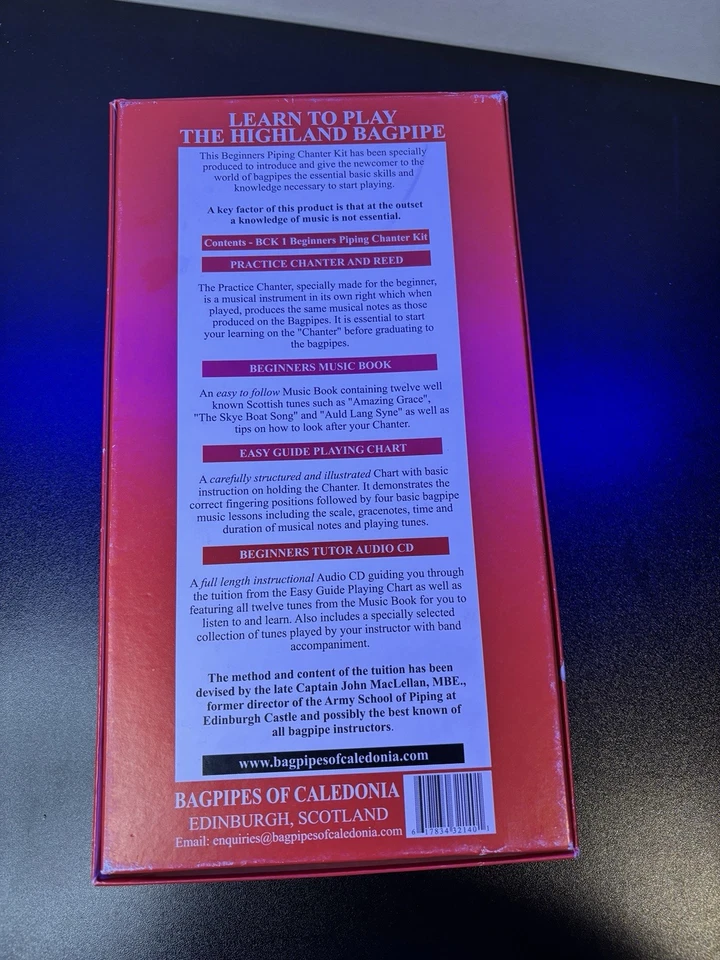 LEARN TO PLAY
THE HIGHLAND BAGPIPE
This Beginners Piping Chanter Kit has been specially
produced to introduce and give the newcomer to the
world of bagpipes the essential basic skills and
knowledge necessary to start playing.
A key factor of this product is that at the outset
a knowledge of music is not essential.
Contents - BCK 1 Beginners Piping Chanter Kit
PRACTICE CHANTER AND REED
The Practice Chanter, specially made for the beginner,
is a musical instrument in its own right which when
played, produces the same musical notes as those
produced on the Bagpipes. It is essential to start
your learning on the "Chanter" before graduating to
the bagpipes.
BEGINNERS MUSIC BOOK
An easy to follow Music Book containing twelve well
known Scottish tunes such as "Amazing Grace",
"The Skye Boat Song" and "Auld Lang Syne" as well as
tips on how to look after your Chanter.
EASY GUIDE PLAYING CHART
A carefully structured and illustrated Chart with basic
instruction on holding the Chanter. It demonstrates the
correct fingering positions followed by four basic bagpipe
music lessons including the scale, gracenotes, time and
duration of musical notes and playing tunes.
BEGINNERS TUTOR AUDIO CD
A full length instructional Audio CD guiding you through
the tuition from the Easy Guide Playing Chart as well as
featuring all twelve tunes from the Music Book for you to
listen to and learn. Also includes a specially selected
collection of tunes played by your instructor with band
accompaniment.
The method and content of the tuition has been
devised by the late Captain John MacLellan, MBE.,
former director of the Army School of Piping at
Edinburgh Castle and possibly the best known of
all bagpipe instructors.
www.bagpipesofcaledonia.com
BAGPIPES OF CALEDONIA
EDINBURGH, SCOTLAND
Email: enquiries@bagpipesofcaledonia.com
6 17834 32140 1